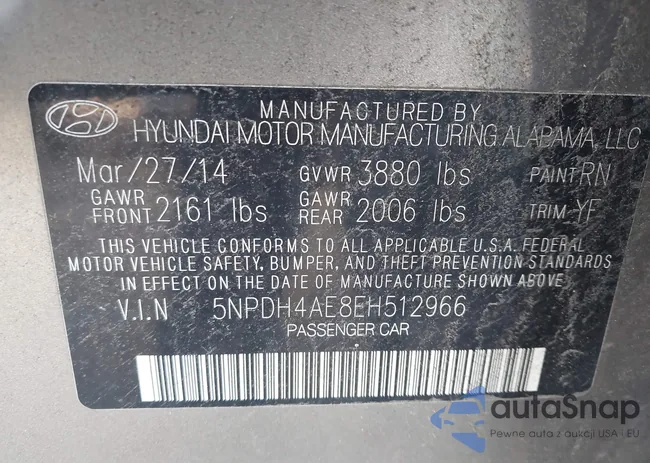 MANUFACTURED BY
HYUNDAI MOTOR MANUFACTURING ALABAMA, LLC
Mar/27/14 GVWR 3880 lbs PAINT RN
GAWR FRONT 2161 lbs GAWR REAR 2006 lbs TRIM YF
THIS VEHICLE CONFORMS TO ALL APPLICABLE U.S.A. FEDERAL
MOTOR VEHICLE SAFETY, BUMPER, AND THEFT PREVENTION STANDARDS
IN EFFECT ON THE DATE OF MANUFACTURE SHOWN ABOVE.
V.I.N 5NPDH4AE8EH512966
PASSENGER CAR
autaSnap
Pewne auta z aukcji USA i EU